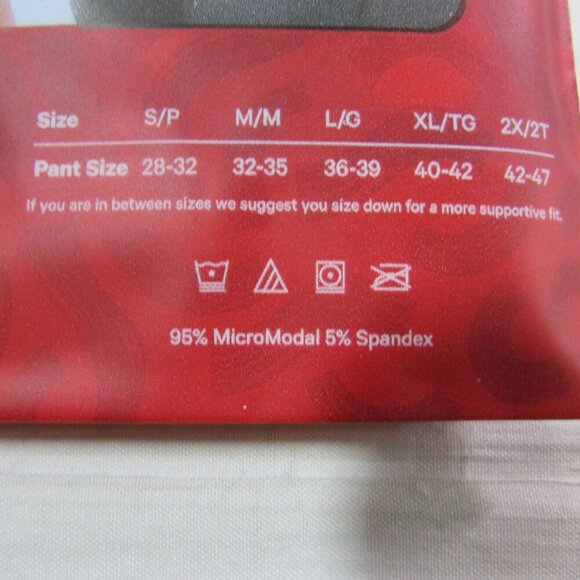 Size S/P M/M L/G XL/TG 2X/2T
Pant Size 28-32 32-35 36-39 40-42 42-47
If you are in between sizes we suggest you size down for a more supportive fit.
95% MicroModal 5% Spandex